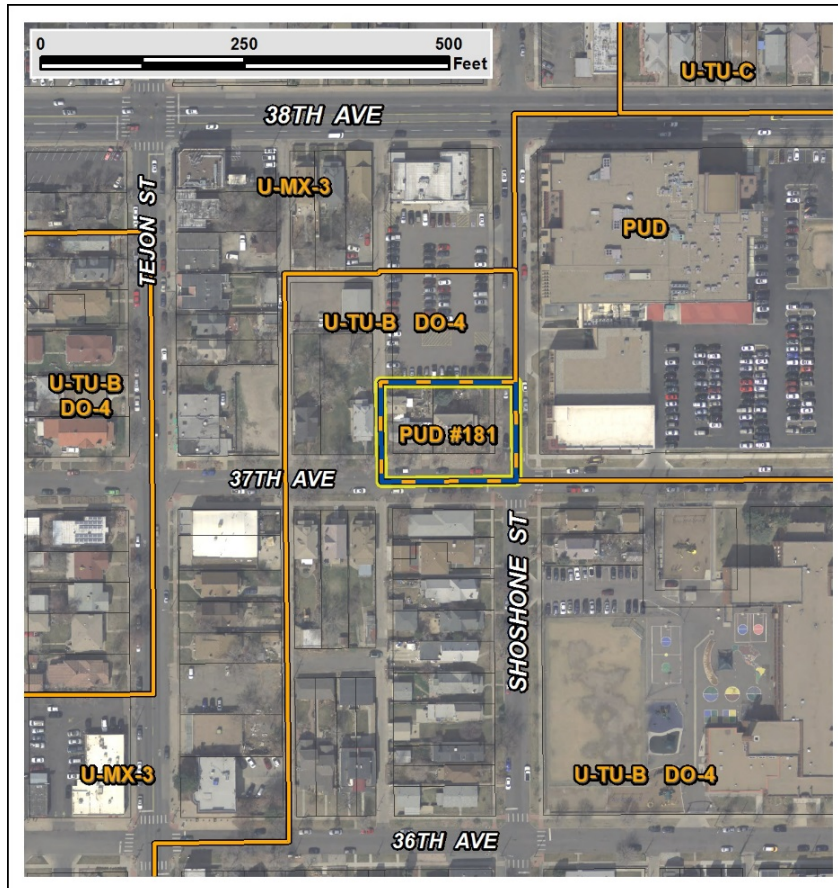 0 250 500
Feet
U-TU-C
38TH AVE
U-MX-3
TEJON ST
PUD
U-TU-B DO-4
U-TU-B
DO-4
PUD #181
37TH AVE
SHOSHONE ST
U-MX-3
U-TU-B DO-4
36TH AVE